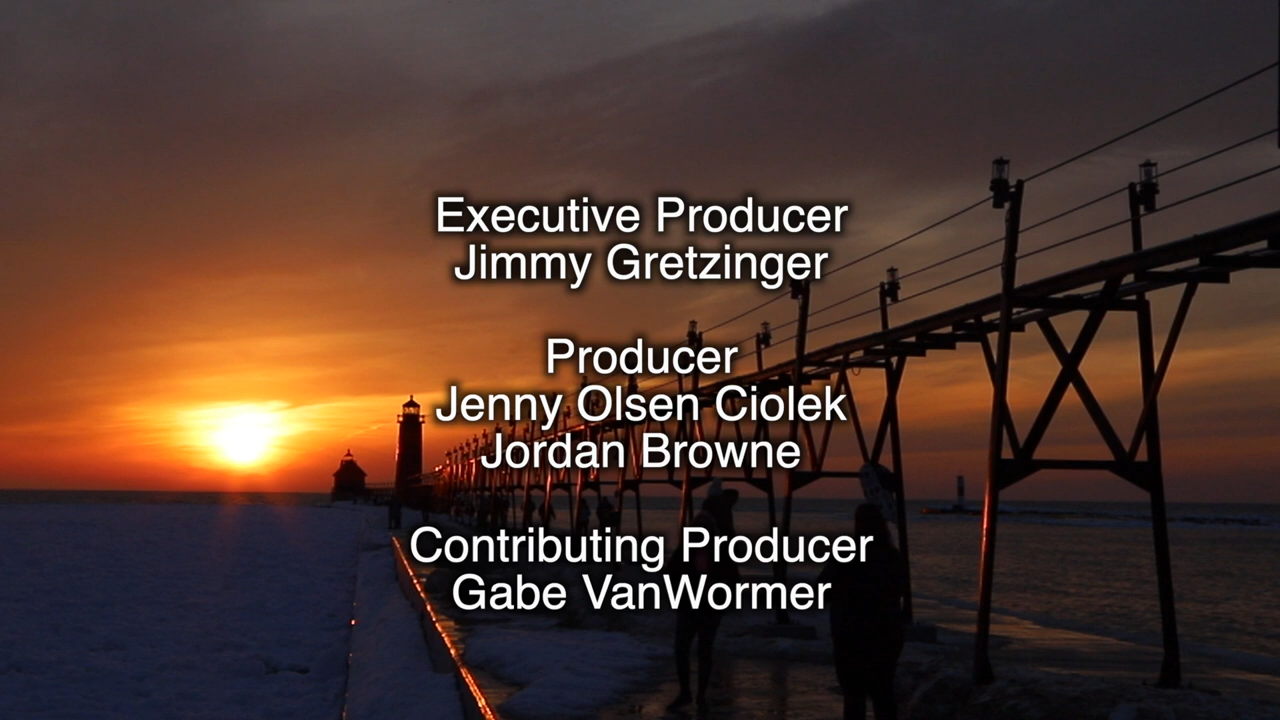 Executive Producer
Jimmy Gretzinger
Producer
Jenny Olsen Ciolek
Jordan Browne
Contributing Producer
Gabe VanWormer